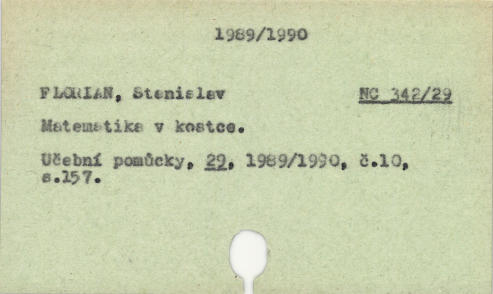 1989/1990
FLORIAN, Stanislav NC 342/29
Matematika v kostce.
Učební pomůcky, 29, 1989/1990, č.10,
s.157.